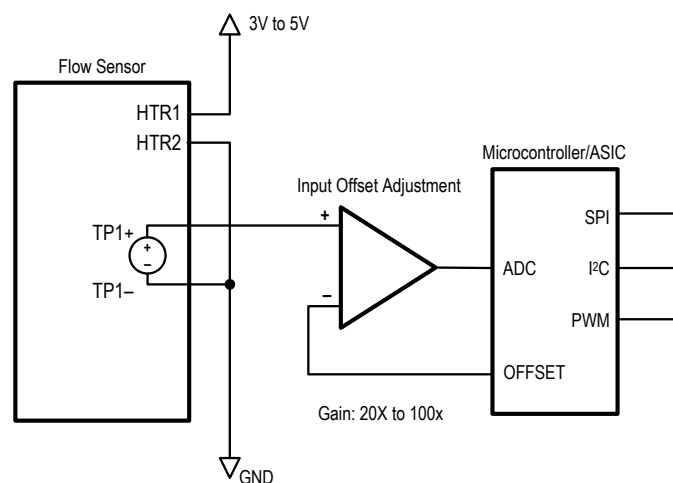 3V to 5V
Flow Sensor
HTR1
HTR2
Microcontroller/ASIC
Input Offset Adjustment
SPI
+
TP1+
+
ADC
I²C
–
TP1–
–
PWM
OFFSET
Gain: 20X to 100x
GND